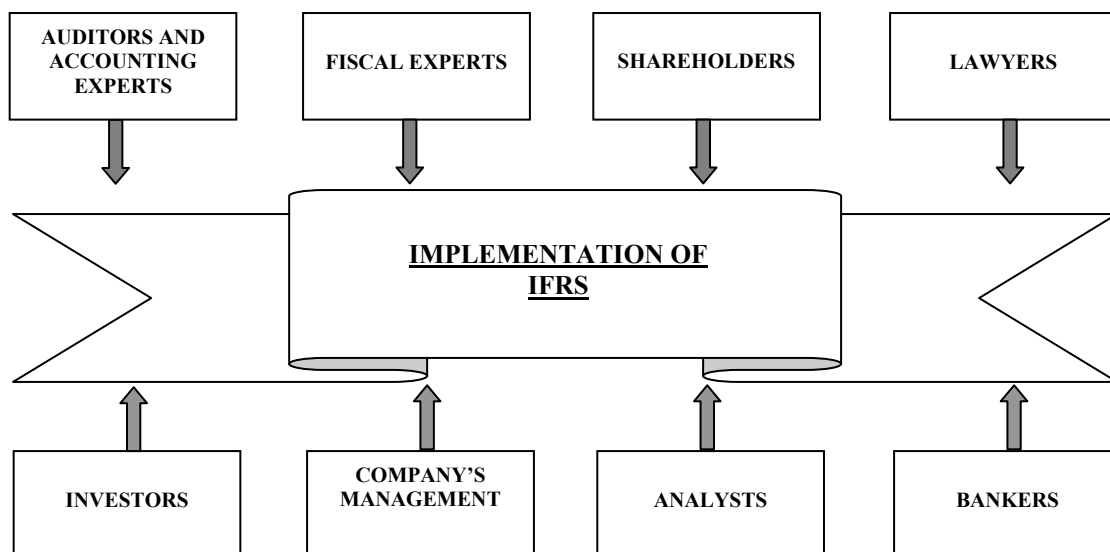 AUDITORS AND
ACCOUNTING
EXPERTS
FISCAL EXPERTS
SHAREHOLDERS
LAWYERS
IMPLEMENTATION OF
IFRS
INVESTORS
COMPANY’S
MANAGEMENT
ANALYSTS
BANKERS